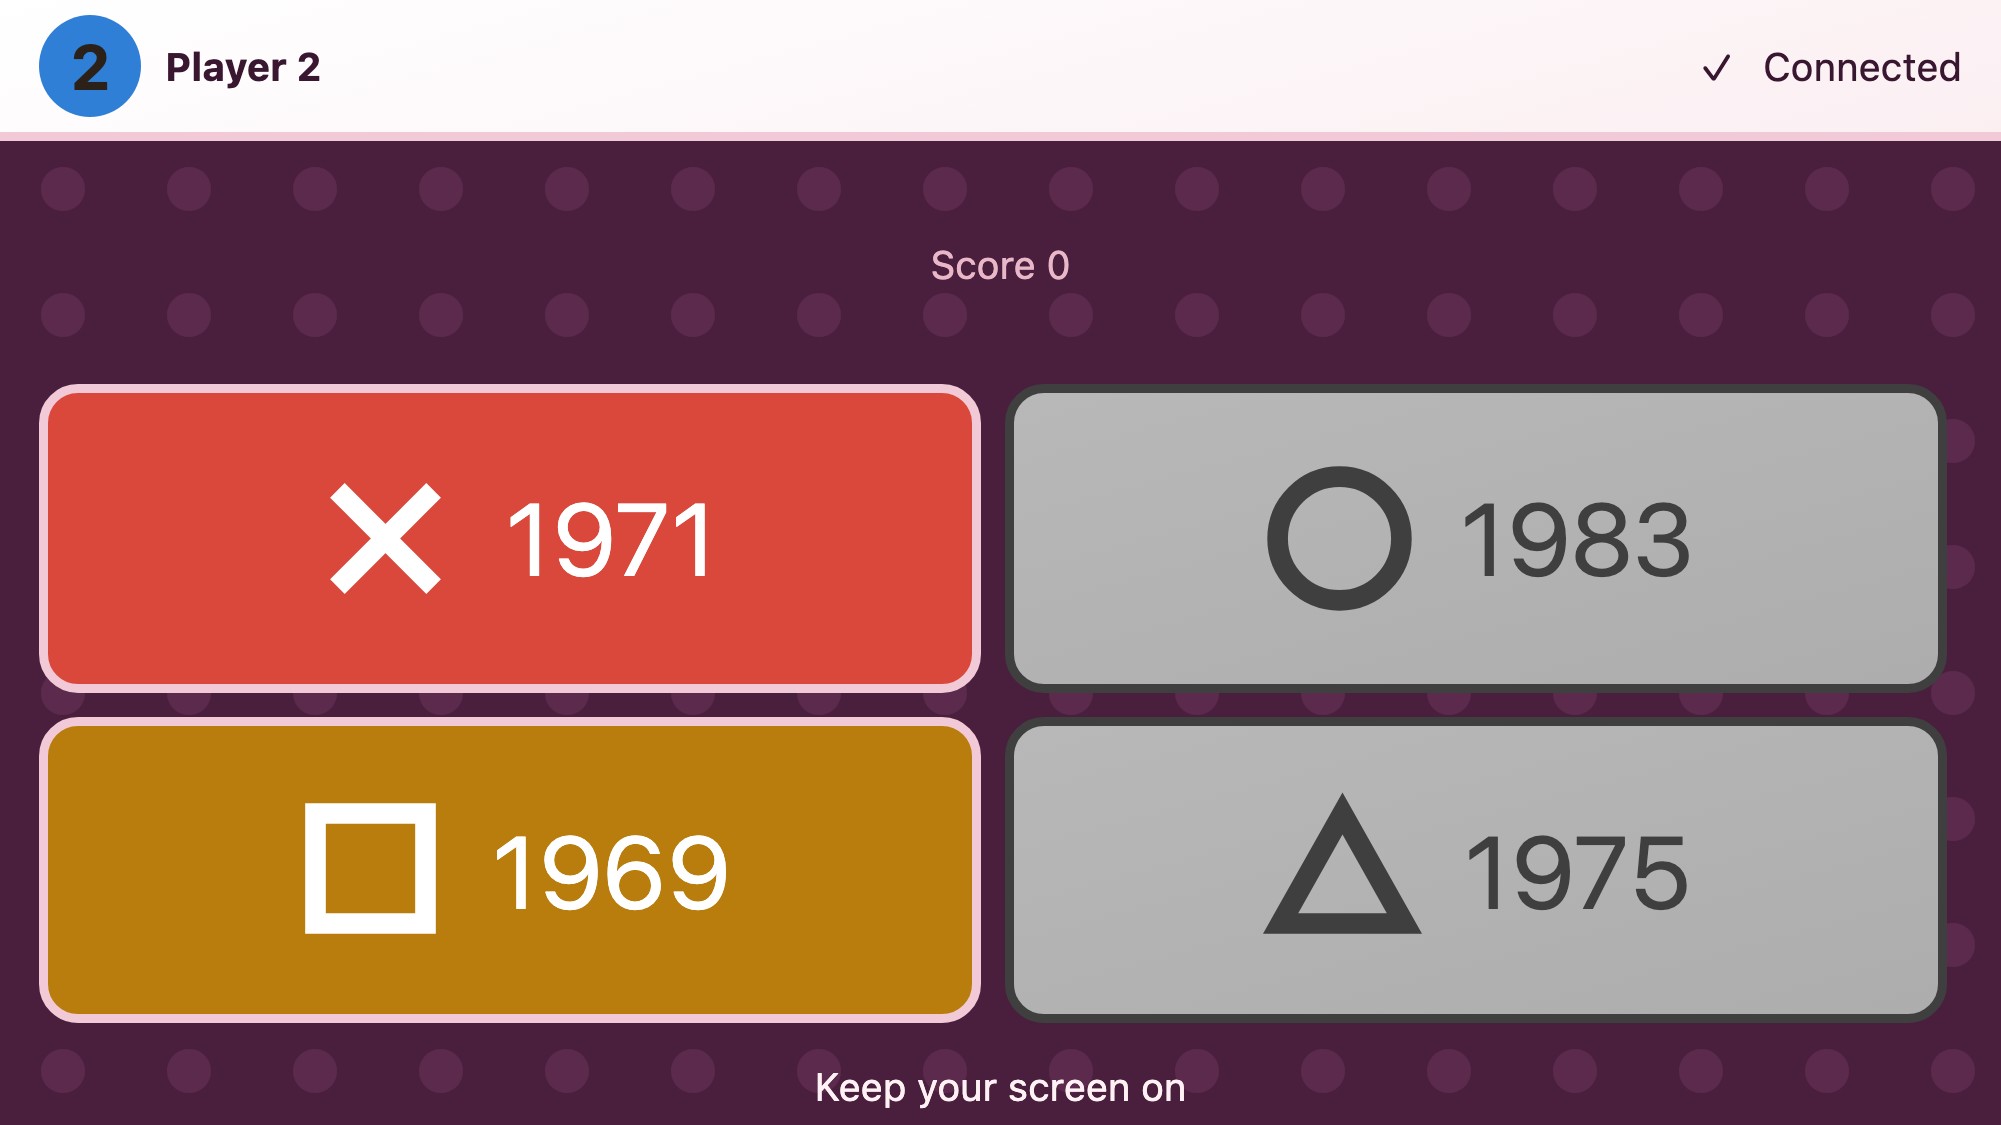 2 Player 2
✓ Connected
Score 0
1971
1983
1969
1975
Keep your screen on